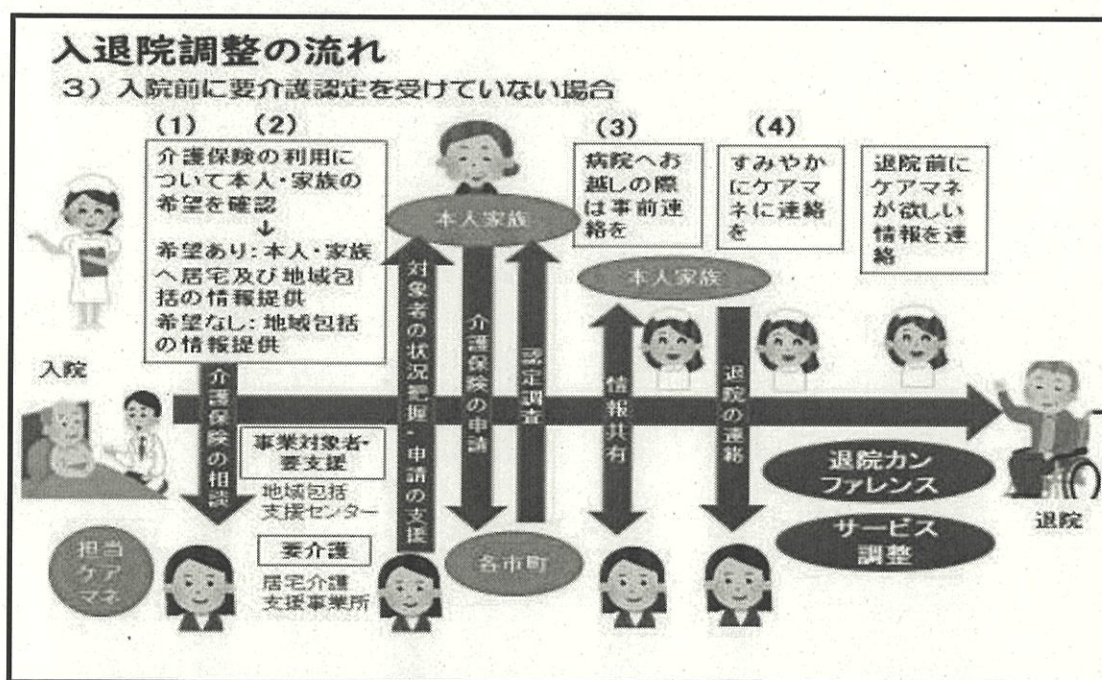 入退院調整の流れ
3）入院前に要介護認定を受けていない場合
(1)
(2)
介護保険の利用に
ついて本人・家族の
希望を確認
↓
希望あり:本人・家族
へ居宅及び地域包
括の情報提供
希望なし:地域包括
の情報提供
本人家族
(3)
病院へお
越しの際
は事前連
絡を
(4)
すみやか
にケアマ
ネに連絡
を
退院前に
ケアマネ
が欲しい
情報を連
絡
本人家族
入院
介護保険の相談
対象者の状況把握・申請の支援
介護保険の申請
認定調査
情報共有
退院の連絡
事業対象者・
要支援
地域包括
支援センター
要介護
居宅介護
支援事業所
担当
ケア
マネ
各市町
退院カン
ファレンス
サービス
調整
退院